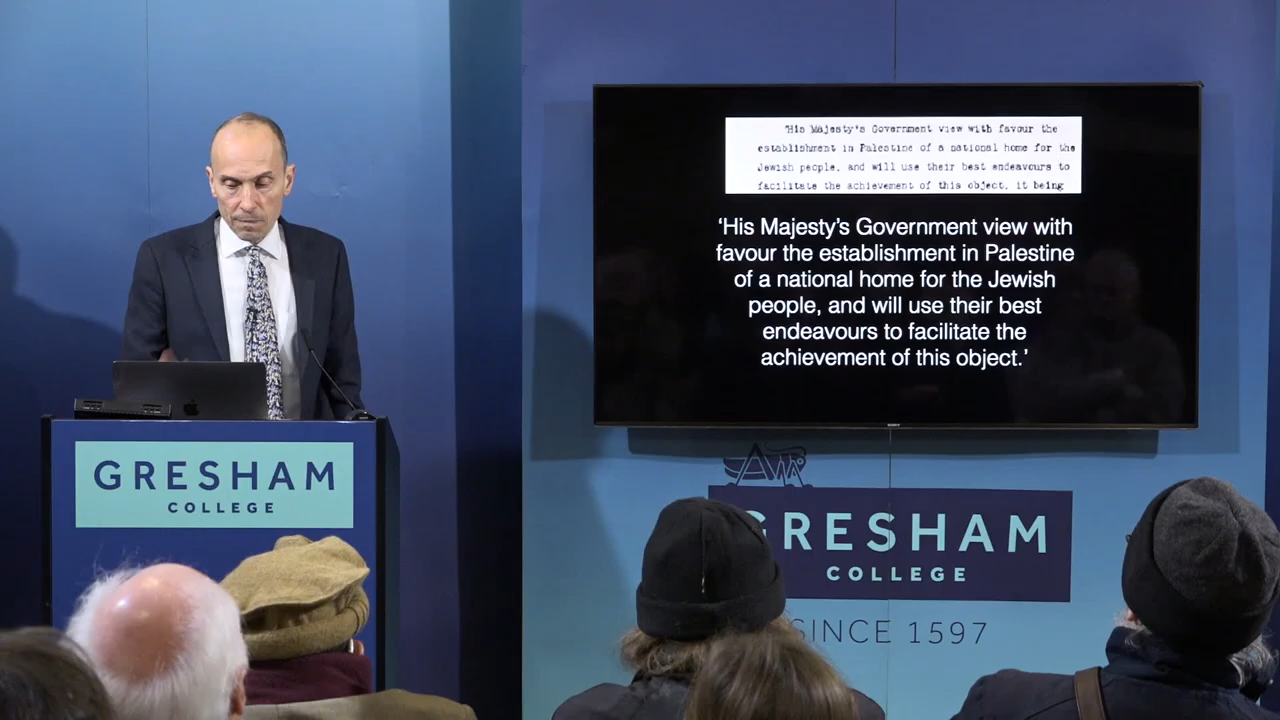 'His Majesty's Government view with favour the
establishment in Palestine of a national home for the
Jewish people, and will use their best endeavours to
facilitate the achievement of this object, it being
‘His Majesty’s Government view with
favour the establishment in Palestine
of a national home for the Jewish
people, and will use their best
endeavours to facilitate the
achievement of this object.’
SONY
GRESHAM
COLLEGE
GRESHAM
COLLEGE
SINCE 1597